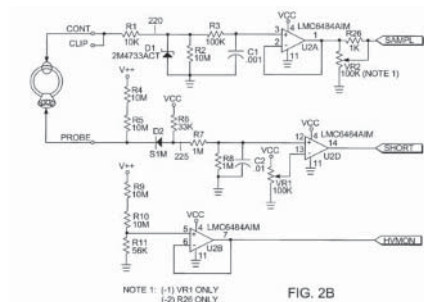 CONT.
CLIP
R1
10K
220
D1
2M4733ACT
R2
10M
R3
100K
C1
.001
VCC
LMC6484AIM
3
2
4
1
11
U2A
R26
1K
SAMPL
VR2
100K (NOTE 1)
V++
R4
10M
R5
10M
PROBE
D2
S1M
VCC
R6
33K
225
R7
1M
R8
1M
C2
.01
VCC
VR1
100K
VCC
LMC6484AIM
12
13
4
14
11
U2D
SHORT
V++
R9
10M
R10
10M
R11
56K
VCC
LMC6484AIM
5
6
4
7
11
U2B
HVMON
NOTE 1: (-1) VR1 ONLY
(-2) R26 ONLY
FIG. 2B